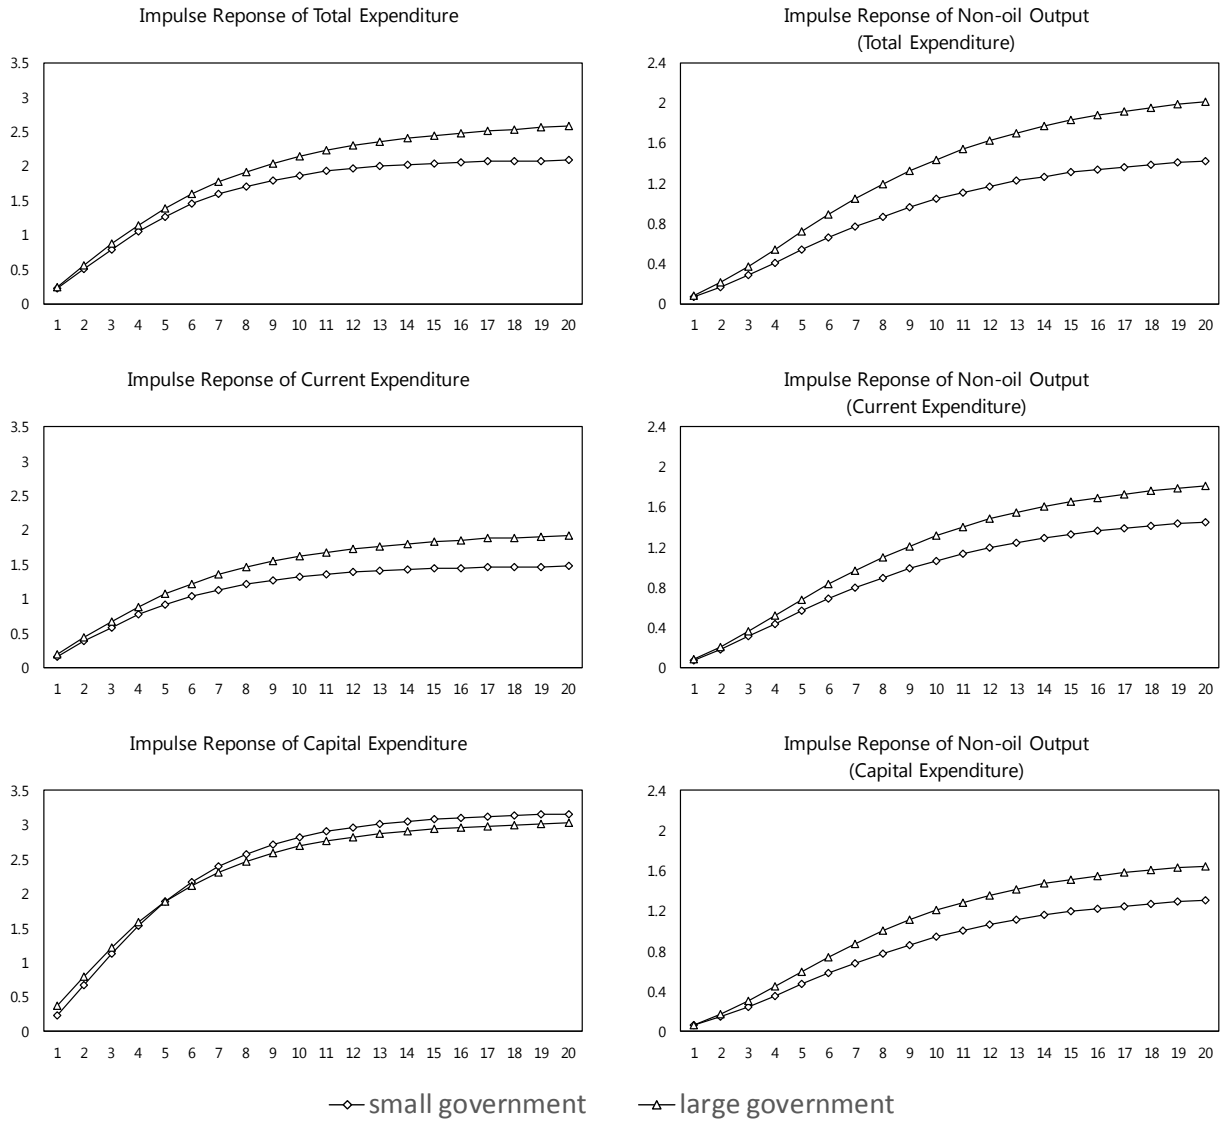 Impulse Reponse of Total Expenditure
3.5
3
2.5
2
1.5
1
0.5
0
1 2 3 4 5 6 7 8 9 10 11 12 13 14 15 16 17 18 19 20
Impulse Reponse of Non-oil Output
(Total Expenditure)
2.4
2
1.6
1.2
0.8
0.4
0
1 2 3 4 5 6 7 8 9 10 11 12 13 14 15 16 17 18 19 20
Impulse Reponse of Current Expenditure
3.5
3
2.5
2
1.5
1
0.5
0
1 2 3 4 5 6 7 8 9 10 11 12 13 14 15 16 17 18 19 20
Impulse Reponse of Non-oil Output
(Current Expenditure)
2.4
2
1.6
1.2
0.8
0.4
0
1 2 3 4 5 6 7 8 9 10 11 12 13 14 15 16 17 18 19 20
Impulse Reponse of Capital Expenditure
3.5
3
2.5
2
1.5
1
0.5
0
1 2 3 4 5 6 7 8 9 10 11 12 13 14 15 16 17 18 19 20
Impulse Reponse of Non-oil Output
(Capital Expenditure)
2.4
2
1.6
1.2
0.8
0.4
0
1 2 3 4 5 6 7 8 9 10 11 12 13 14 15 16 17 18 19 20
small government large government